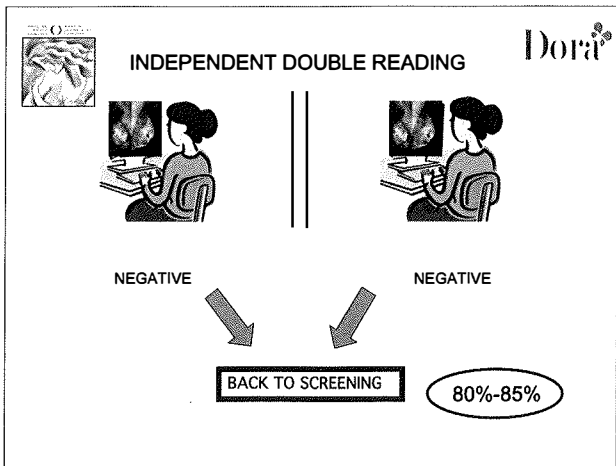 Dora
INDEPENDENT DOUBLE READING
NEGATIVE
NEGATIVE
BACK TO SCREENING
80%-85%